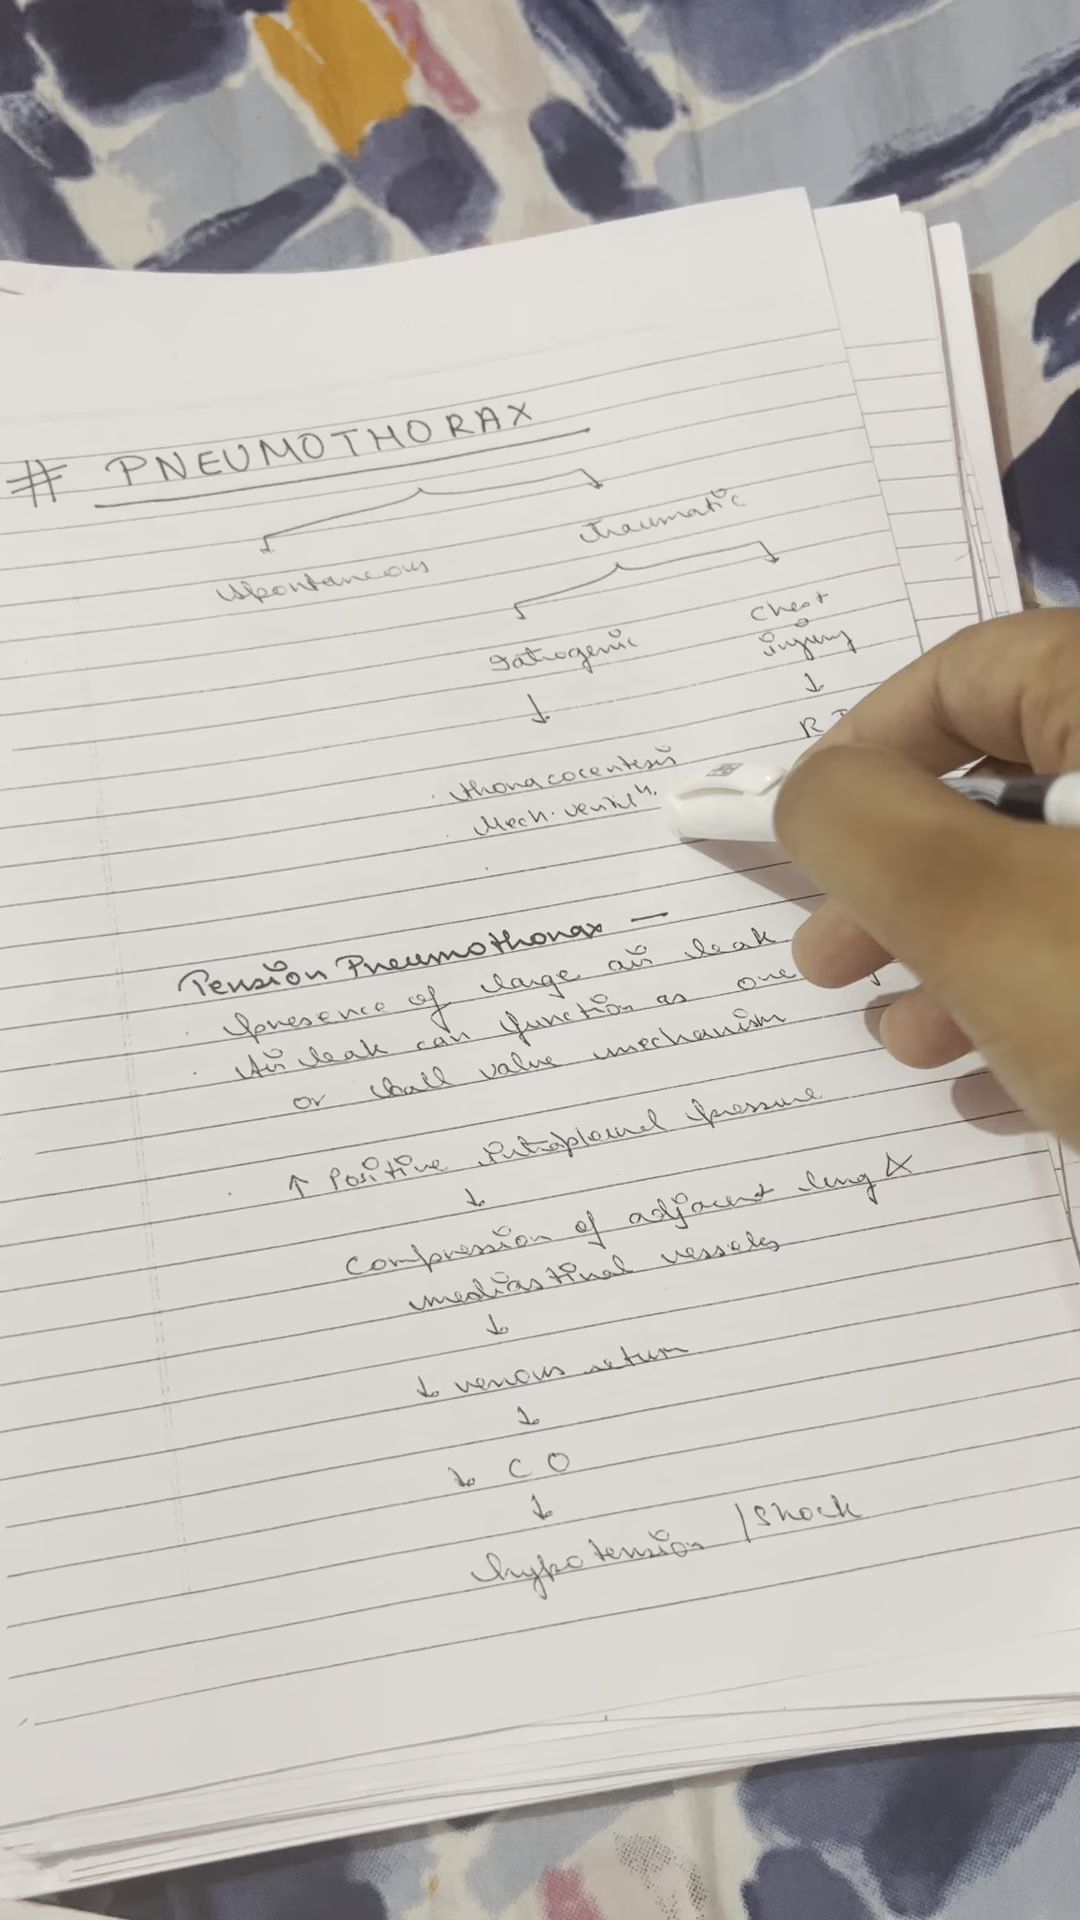 # PNEUMOTHORAX
Spontaneous
traumatic
Iatrogenic
Chest
injury
R
thoracocentesis
Mech. ventilⁿ.
Tension Pneumothorax —
presence of large air leak
Air leak can function as one
or ball valve mechanism
↑ Positive intrapleural pressure
↓
Compression of adjacent lung &
mediastinal vessels
↓
↓ venous return
↓
↓ CO
↓
hypotension / Shock